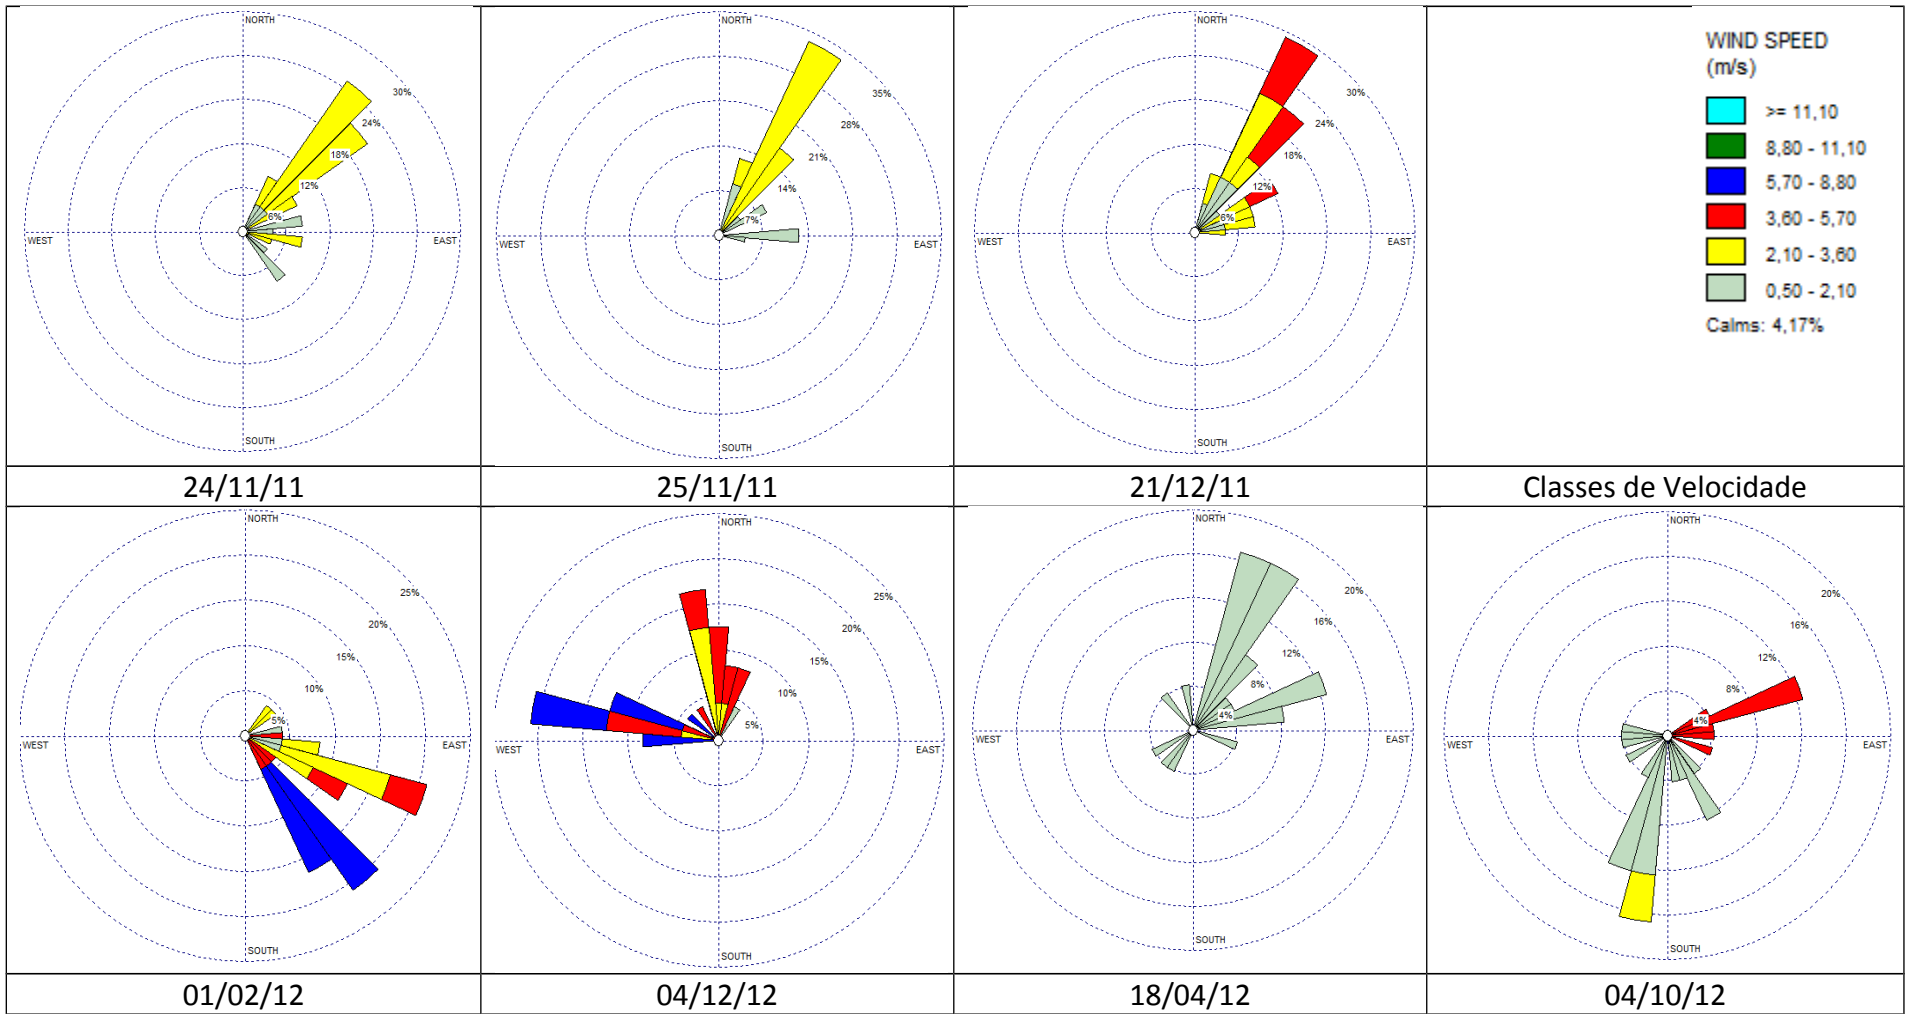 NORTH
30%
24%
18%
12%
6%
WEST
EAST
SOUTH
NORTH
35%
28%
21%
14%
7%
WEST
EAST
SOUTH
NORTH
30%
24%
18%
12%
6%
WEST
EAST
SOUTH
WIND SPEED
(m/s)
>= 11,10
8,80 - 11,10
5,70 - 8,80
3,60 - 5,70
2,10 - 3,60
0,50 - 2,10
Calms: 4,17%
24/11/11
25/11/11
21/12/11
Classes de Velocidade
NORTH
25%
20%
15%
10%
5%
WEST
EAST
SOUTH
NORTH
25%
20%
15%
10%
5%
WEST
EAST
SOUTH
NORTH
20%
16%
12%
8%
4%
WEST
EAST
SOUTH
NORTH
20%
16%
12%
8%
4%
WEST
EAST
SOUTH
01/02/12
04/12/12
18/04/12
04/10/12